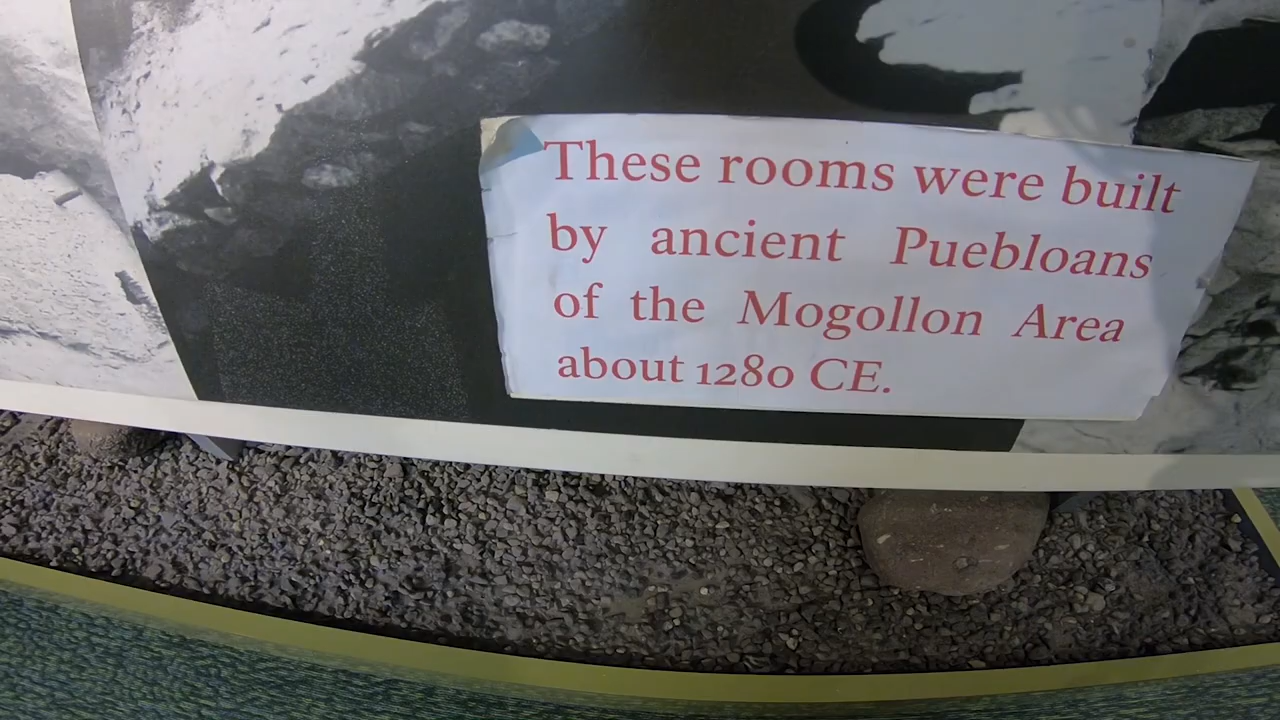 These rooms were built
by ancient Puebloans
of the Mogollon Area
about 1280 CE.